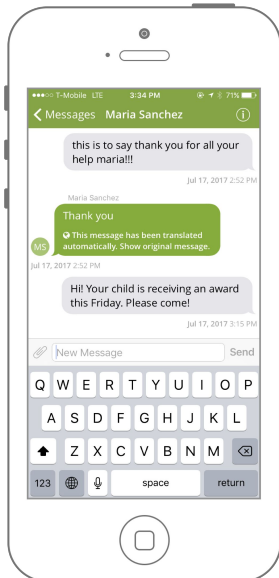 T-Mobile LTE 3:34 PM 71%
Messages Maria Sanchez
this is to say thank you for all your
help maria!!!
Jul 17, 2017 2:52 PM
Maria Sanchez
Thank you
This message has been translated
automatically. Show original message.
MS
Jul 17, 2017 2:52 PM
Hi! Your child is receiving an award
this Friday. Please come!
Jul 17, 2017 3:15 PM
New Message Send
Q W E R T Y U I O P
A S D F G H J K L
Z X C V B N M
123 space return